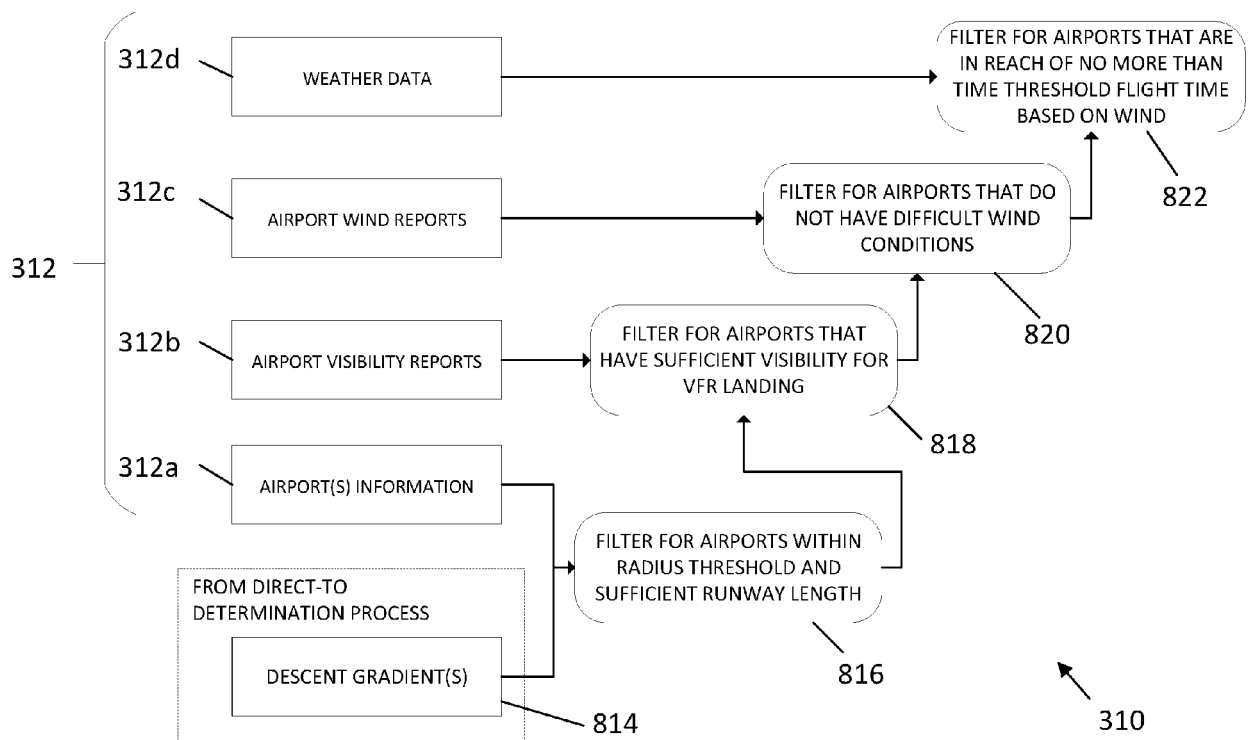 312d
WEATHER DATA
FILTER FOR AIRPORTS THAT ARE
IN REACH OF NO MORE THAN
TIME THRESHOLD FLIGHT TIME
BASED ON WIND
822
312c
AIRPORT WIND REPORTS
FILTER FOR AIRPORTS THAT DO
NOT HAVE DIFFICULT WIND
CONDITIONS
820
312
312b
AIRPORT VISIBILITY REPORTS
FILTER FOR AIRPORTS THAT
HAVE SUFFICIENT VISIBILITY FOR
VFR LANDING
818
312a
AIRPORT(S) INFORMATION
FILTER FOR AIRPORTS WITHIN
RADIUS THRESHOLD AND
SUFFICIENT RUNWAY LENGTH
816
FROM DIRECT-TO
DETERMINATION PROCESS
DESCENT GRADIENT(S)
814
310